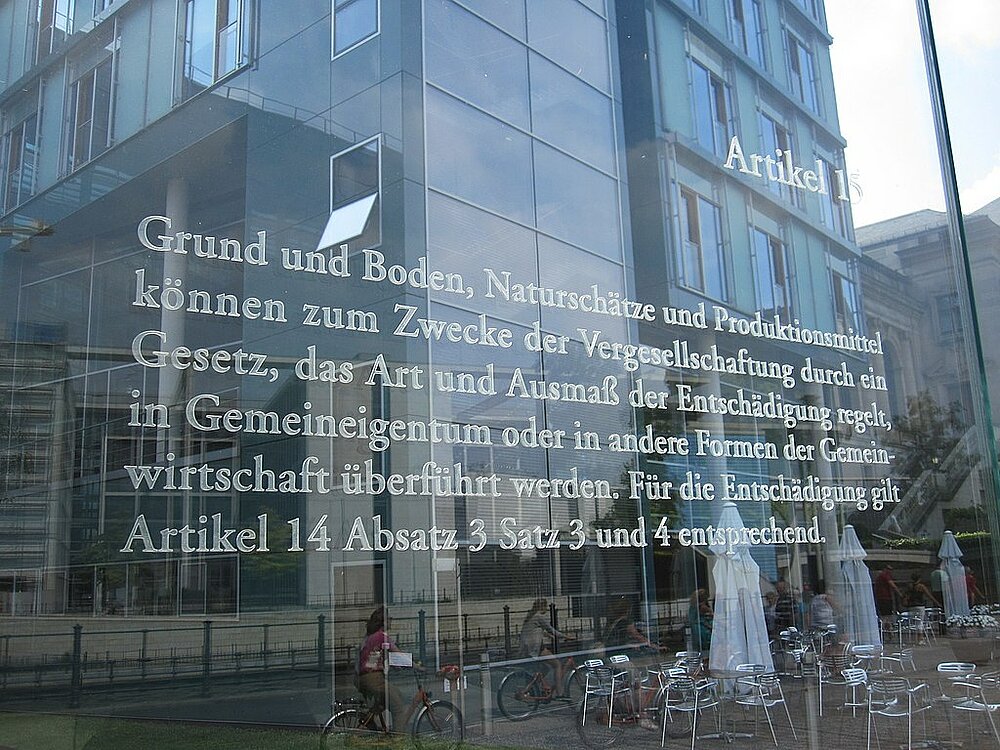 Artikel 15
Grund und Boden, Naturschätze und Produktionsmittel
können zum Zwecke der Vergesellschaftung durch ein
Gesetz, das Art und Ausmaß der Entschädigung regelt,
in Gemeineigentum oder in andere Formen der Gemein-
wirtschaft überführt werden. Für die Entschädigung gilt
Artikel 14 Absatz 3 Satz 3 und 4 entsprechend.